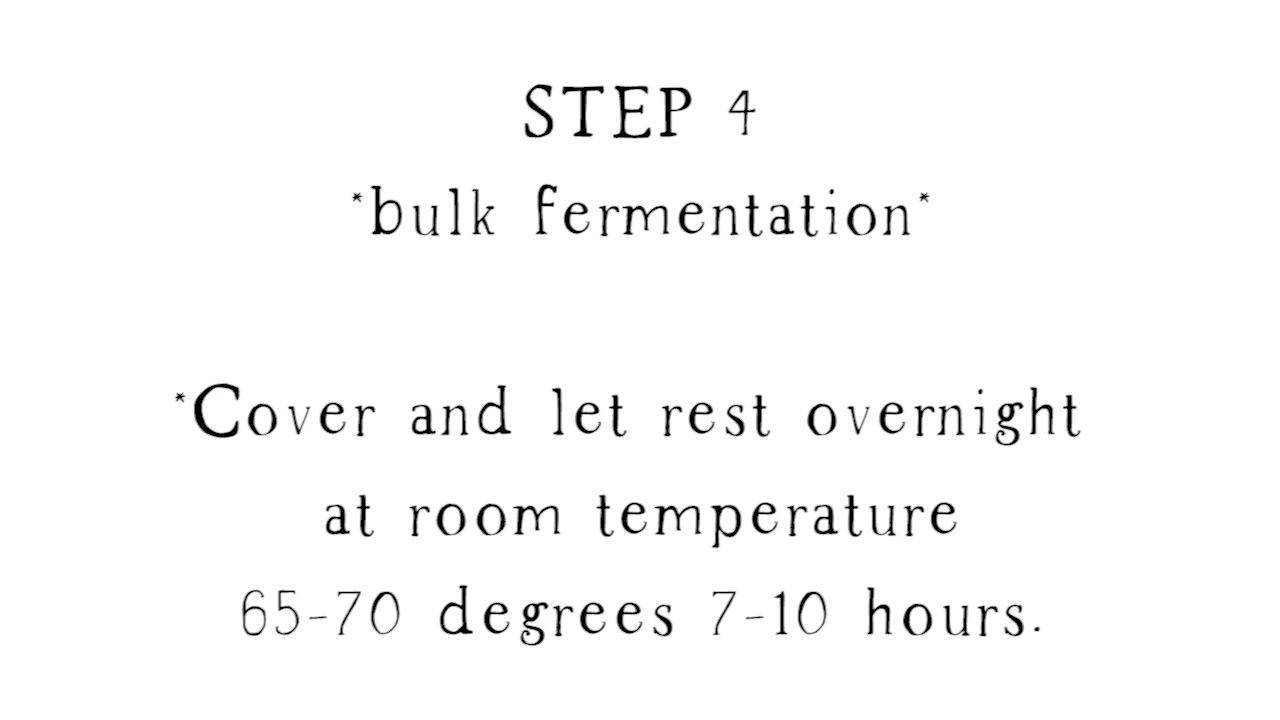 STEP 4
*bulk fermentation*
*Cover and let rest overnight
at room temperature
65-70 degrees 7-10 hours.